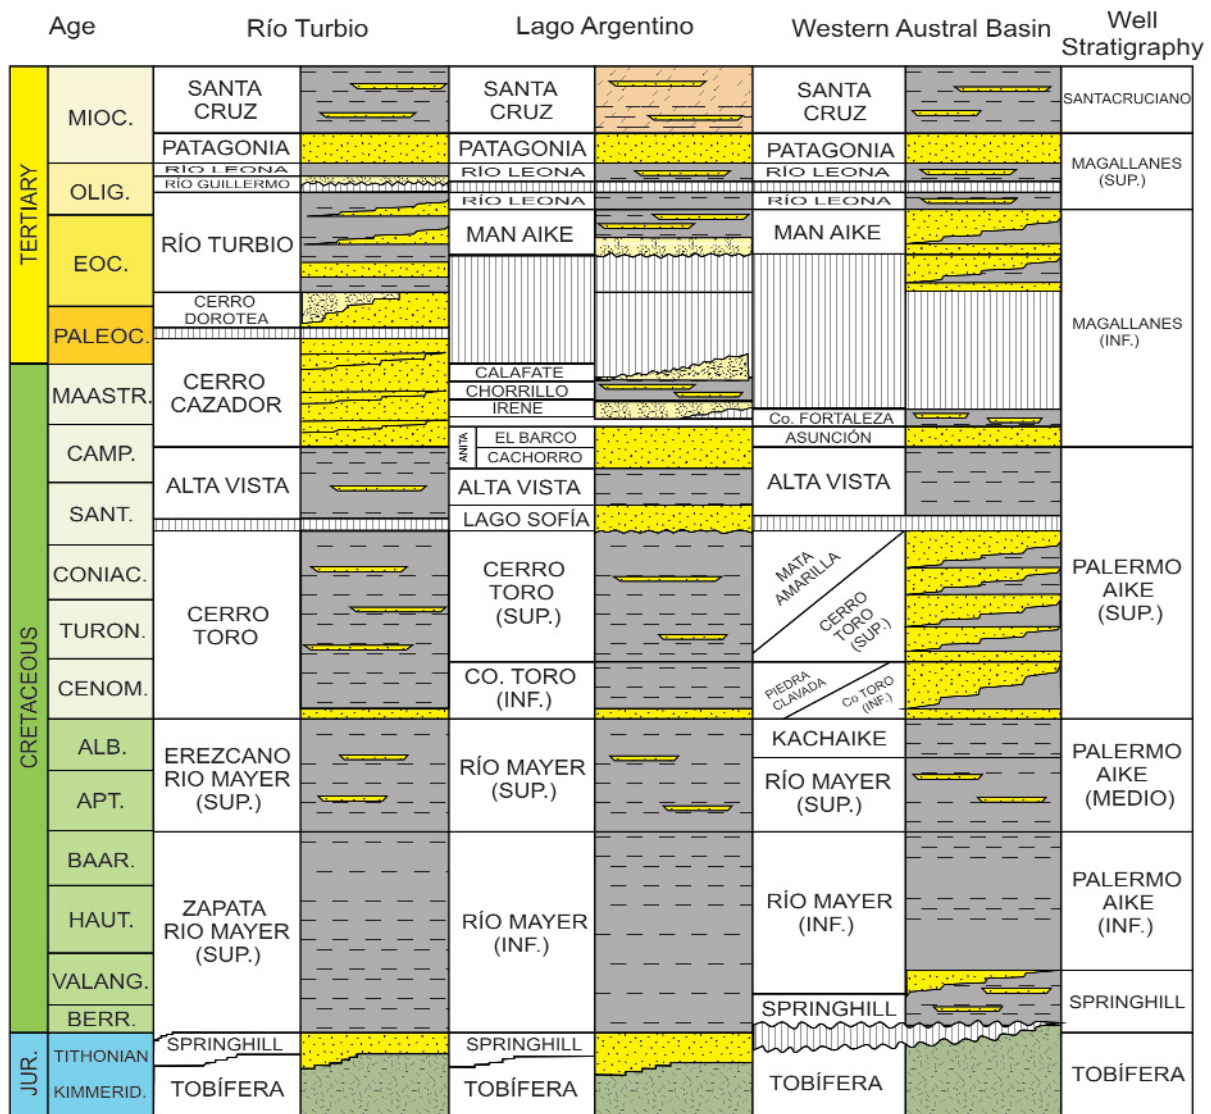 Age
Río Turbio
Lago Argentino
Western Austral Basin
Well
Stratigraphy
TERTIARY
CRETACEOUS
JUR.
MIOC.
OLIG.
EOC.
PALEOC.
MAASTR.
CAMP.
SANT.
CONIAC.
TURON.
CENOM.
ALB.
APT.
BAAR.
HAUT.
VALANG.
BERR.
TITHONIAN
KIMMERID.
SANTA
CRUZ
PATAGONIA
RÍO LEONA
RÍO GUILLERMO
RÍO TURBIO
CERRO
DOROTEA
CERRO
CAZADOR
ALTA VISTA
CERRO
TORO
EREZCANO
RIO MAYER
(SUP.)
ZAPATA
RIO MAYER
(SUP.)
SPRINGHILL
TOBÍFERA
SANTA
CRUZ
PATAGONIA
RÍO LEONA
RÍO LEONA
MAN AIKE
CALAFATE
CHORRILLO
IRENE
ANITA
EL BARCO
CACHORRO
ALTA VISTA
LAGO SOFÍA
CERRO
TORO
(SUP.)
CO. TORO
(INF.)
RÍO MAYER
(SUP.)
RÍO MAYER
(INF.)
SPRINGHILL
TOBÍFERA
SANTA
CRUZ
PATAGONIA
RÍO LEONA
RÍO LEONA
MAN AIKE
Co. FORTALEZA
ASUNCIÓN
ALTA VISTA
MATA
AMARILLA
CERRO
TORO
(SUP.)
PIEDRA
CLAVADA
Co TORO
(INF.)
KACHAIKE
RÍO MAYER
(SUP.)
RÍO MAYER
(INF.)
SPRINGHILL
TOBÍFERA
SANTACRUCIANO
MAGALLANES
(SUP.)
MAGALLANES
(INF.)
PALERMO
AIKE
(SUP.)
PALERMO
AIKE
(MEDIO)
PALERMO
AIKE
(INF.)
SPRINGHILL
TOBÍFERA